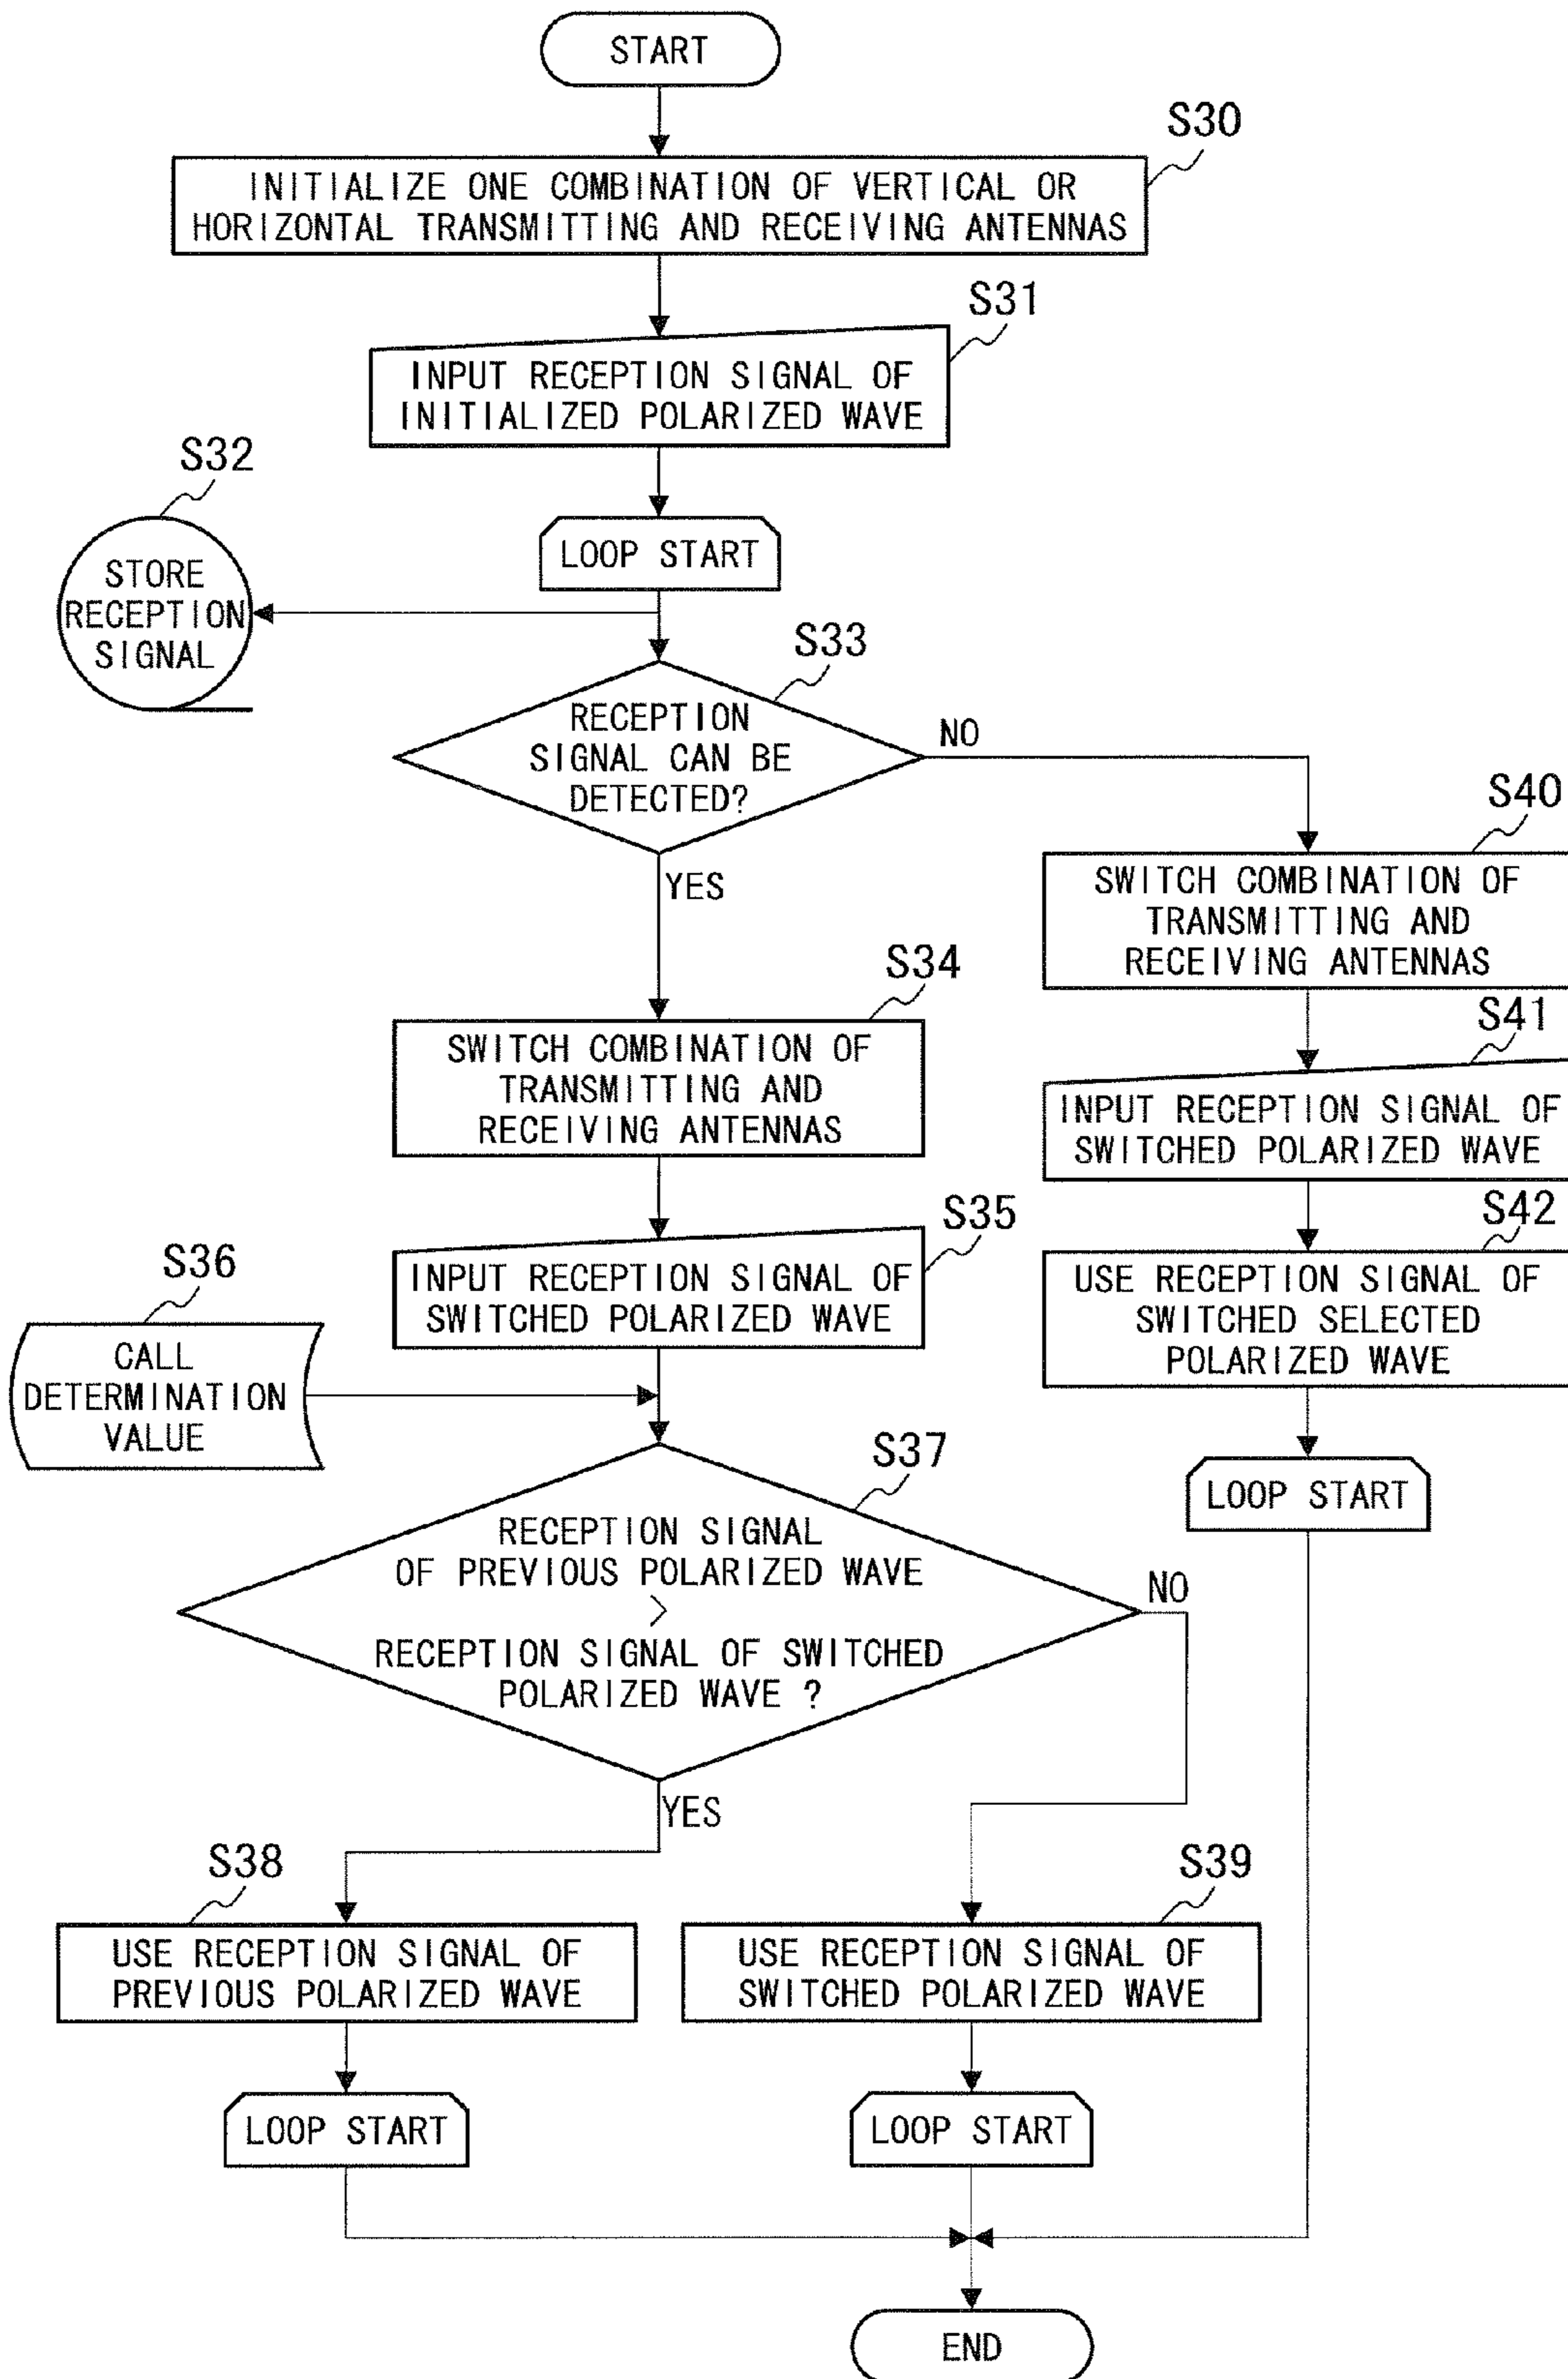 START
S30
INITIALIZE ONE COMBINATION OF VERTICAL OR
HORIZONTAL TRANSMITTING AND RECEIVING ANTENNAS
S31
INPUT RECEPTION SIGNAL OF
INITIALIZED POLARIZED WAVE
LOOP START
S32
STORE
RECEPTION
SIGNAL
S33
RECEPTION
SIGNAL CAN BE
DETECTED?
NO
YES
S34
SWITCH COMBINATION OF
TRANSMITTING AND
RECEIVING ANTENNAS
S35
INPUT RECEPTION SIGNAL OF
SWITCHED POLARIZED WAVE
S36
CALL
DETERMINATION
VALUE
S37
RECEPTION SIGNAL
OF PREVIOUS POLARIZED WAVE
>
RECEPTION SIGNAL OF SWITCHED
POLARIZED WAVE ?
NO
YES
S38
USE RECEPTION SIGNAL OF
PREVIOUS POLARIZED WAVE
LOOP START
S39
USE RECEPTION SIGNAL OF
SWITCHED POLARIZED WAVE
LOOP START
S40
SWITCH COMBINATION OF
TRANSMITTING AND
RECEIVING ANTENNAS
S41
INPUT RECEPTION SIGNAL OF
SWITCHED POLARIZED WAVE
S42
USE RECEPTION SIGNAL OF
SWITCHED SELECTED
POLARIZED WAVE
LOOP START
END